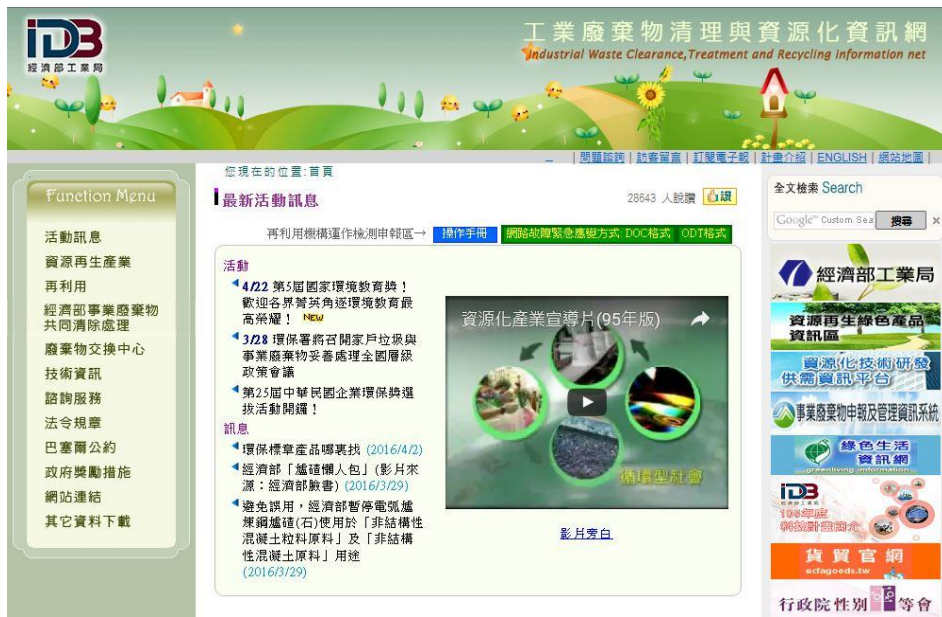 IDB
經濟部工業局
工業廢棄物清理與資源化資訊網
Industrial Waste Clearance,Treatment and Recycling information net
| 問題諮詢 | 訪客留言 | 訂閱電子報 | 計畫介紹 | ENGLISH | 網站地圖 |
Function Menu
活動訊息
資源再生產業
再利用
經濟部事業廢棄物
共同清除處理
廢棄物交換中心
技術資訊
諮詢服務
法令規章
巴塞爾公約
政府獎勵措施
網站連結
其它資料下載
您現在的位置:首頁
最新活動訊息
28643 人說讚 讚
再利用機構運作檢測申報區→ 操作手冊 網路故障緊急應變方式: DOC格式 ODT格式
活動
4/22 第5屆國家環境教育獎！
歡迎各界菁英角逐環境教育最
高榮耀！ NEW
3/28 環保署將召開家戶垃圾與
事業廢棄物妥善處理全國層級
政策會議
第25屆中華民國企業環保獎選
拔活動開鑼！
訊息
環保標章產品哪裏找 (2016/4/2)
經濟部「爐碴懶人包」(影片來
源：經濟部臉書) (2016/3/29)
避免誤用，經濟部暫停電弧爐
煉鋼爐碴(石)使用於「非結構性
混凝土粒料原料」及「非結構
性混凝土原料」用途
(2016/3/29)
資源化產業宣導片(95年版)
循環型社會
影片旁白
全文檢索 Search
Google™ Custom Sea 搜尋 ×
經濟部工業局
資源再生綠色產品
資訊區
資源化技術研發
供需資訊平台
事業廢棄物申報及管理資訊系統
綠色生活
資訊網
greenliving imformation
IDB
科技計畫簡介
貨貿官網
ecfagoods.tw
行政院性別平等會